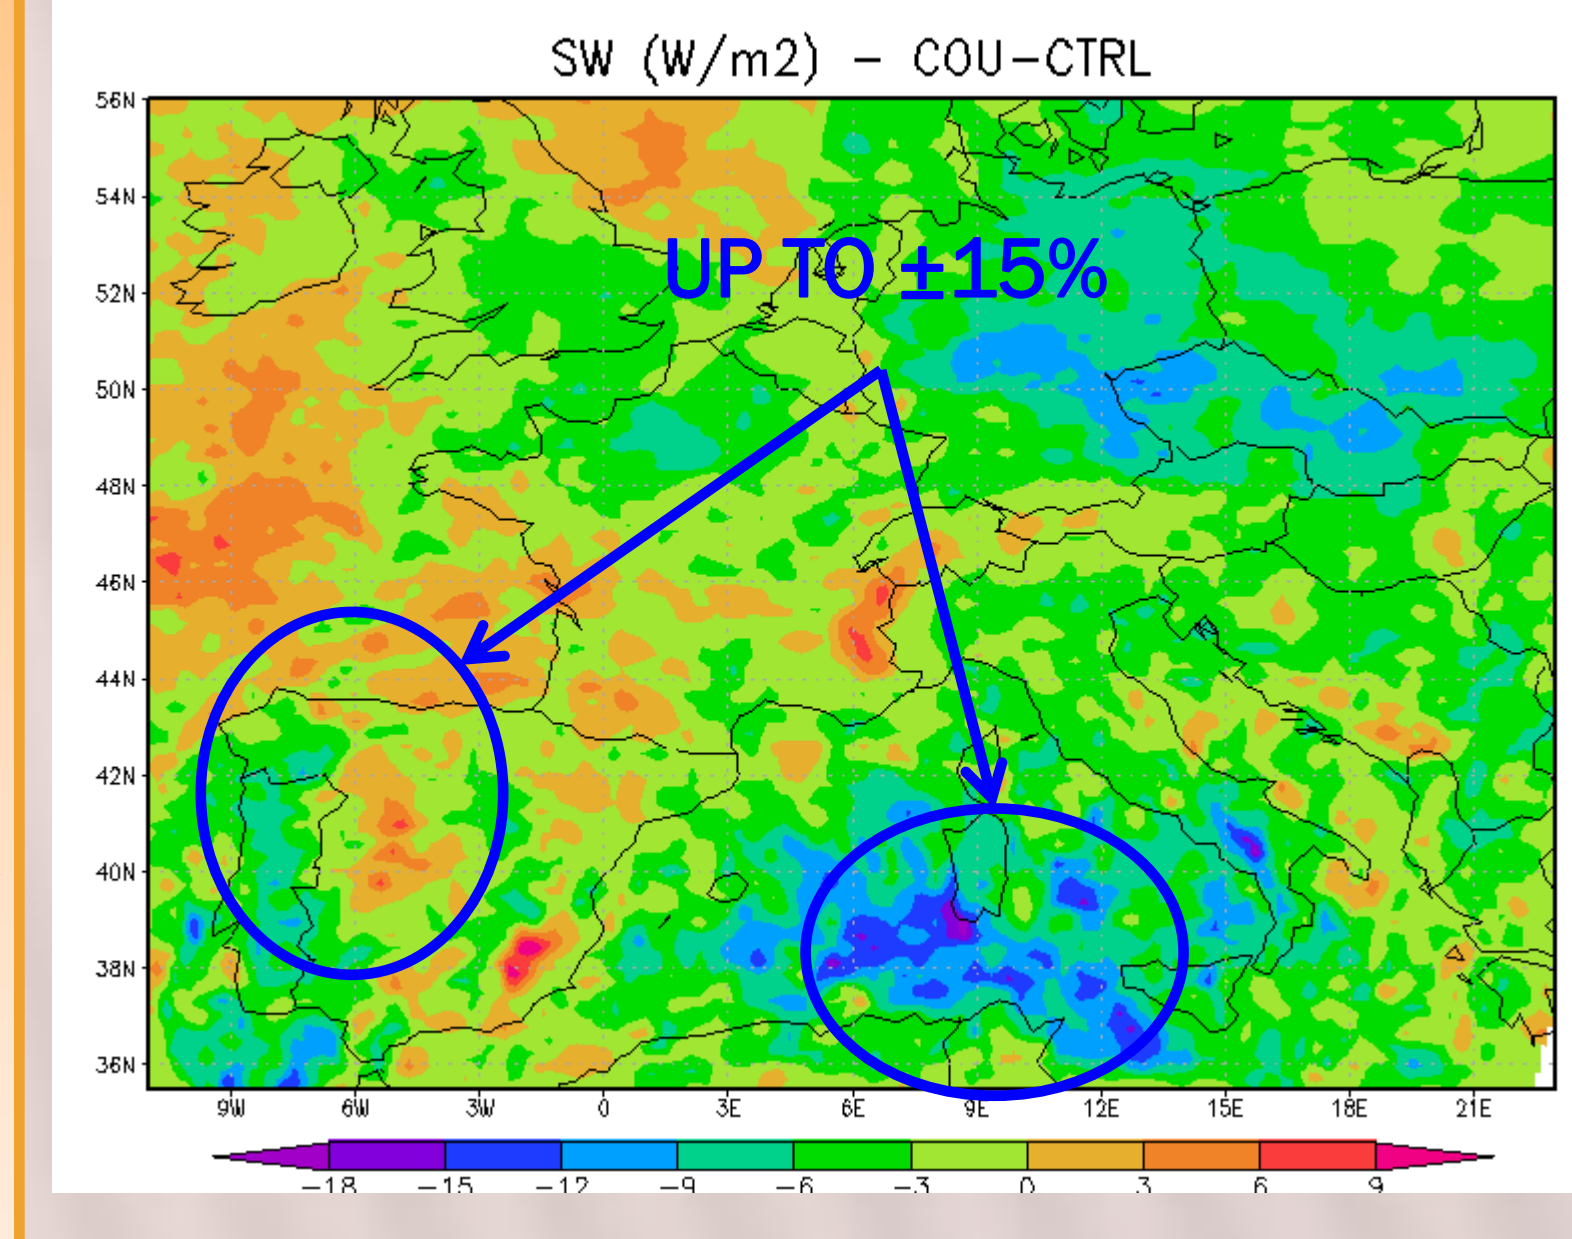 SW (W/m2) – COU–CTRL
56N
54N
UP TO ±15%
52N
50N
48N
46N
44N
42N
40N
38N
36N
9W 6W 3W 0 3E 6E 9E 12E 15E 18E 21E
−18 −15 −12 −9 −6 −3 0 3 6 9